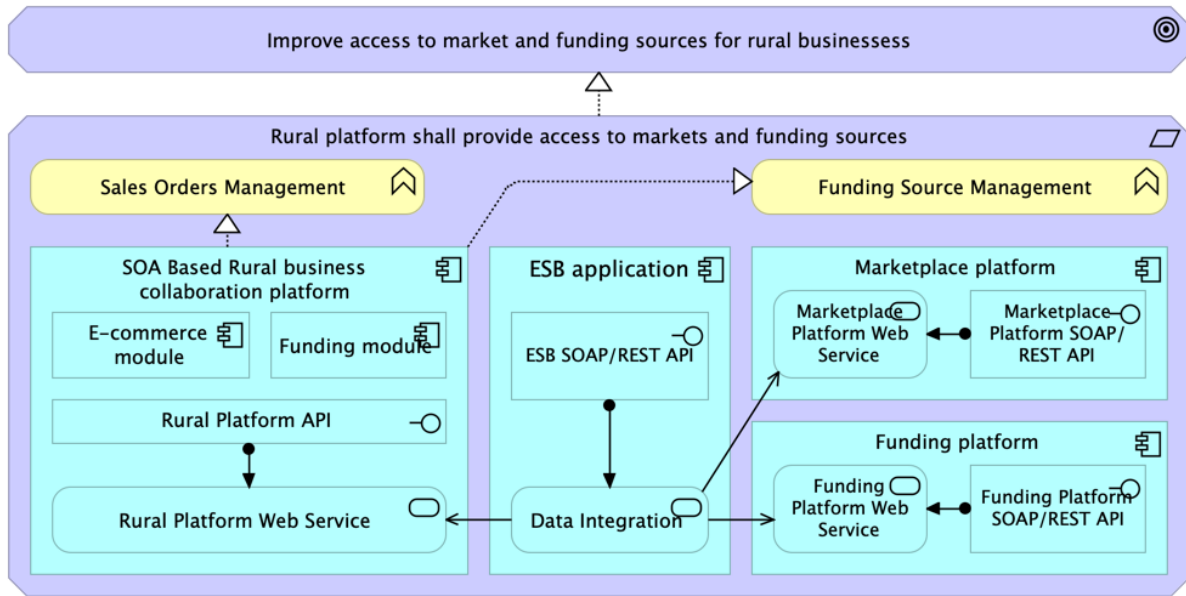 Improve access to market and funding sources for rural businessess
Rural platform shall provide access to markets and funding sources
Sales Orders Management
Funding Source Management
SOA Based Rural business
collaboration platform
E-commerce
module
Funding module
Rural Platform API
Rural Platform Web Service
ESB application
ESB SOAP/REST API
Data Integration
Marketplace platform
Marketplace
Platform Web
Service
Marketplace
Platform SOAP/
REST API
Funding platform
Funding
Platform Web
Service
Funding Platform
SOAP/REST API